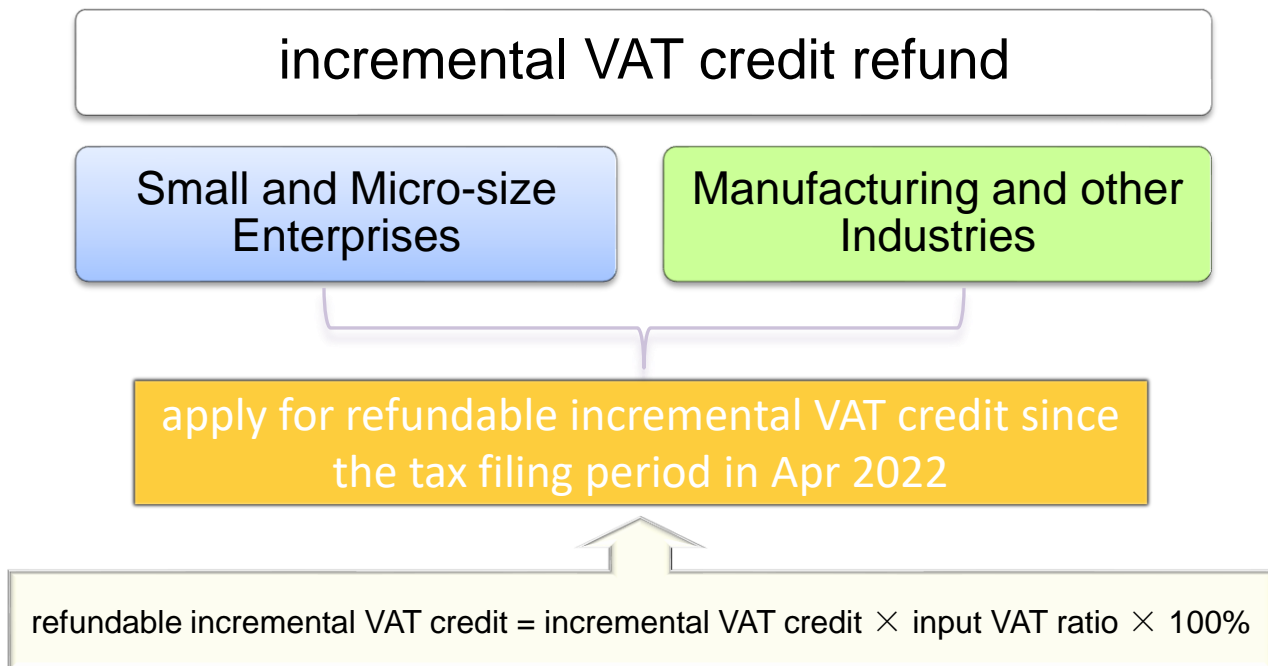 incremental VAT credit refund
Small and Micro-size
Enterprises
Manufacturing and other
Industries
apply for refundable incremental VAT credit since
the tax filing period in Apr 2022
refundable incremental VAT credit = incremental VAT credit × input VAT ratio × 100%